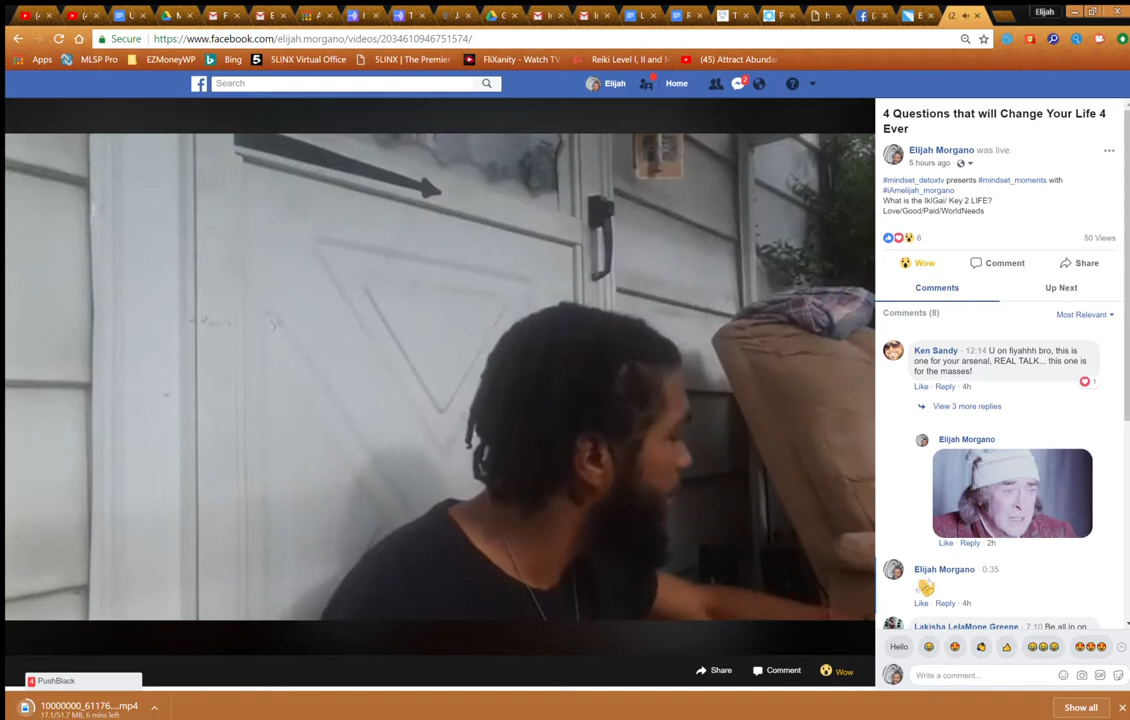 Elijah
Secure
https://www.facebook.com/elijah.morgano/videos/2034610946751574/
Apps
MLSP Pro
EZMoneyWP
Bing
5LINX Virtual Office
5LINX | The Premier
FliXanity - Watch TV
Reiki Level I, II and
(45) Attract Abundan
Search
Elijah
Home
2
4 Questions that will Change Your Life 4
Ever
Elijah Morgano was live.
5 hours ago
#mindset_detoxtv presents #mindset_moments with
#iAmelijah_morgano
What is the IkIGai/ Key 2 LIFE?
Love/Good/Paid/WorldNeeds
6
50 Views
Wow
Comment
Share
Comments
Up Next
Comments (8)
Most Relevant
Ken Sandy · 12:14 U on fiyahhh bro, this is
one for your arsenal, REAL TALK... this one is
for the masses!
1
Like · Reply · 4h
View 3 more replies
Elijah Morgano
Like · Reply · 2h
Elijah Morgano 0:35
Like · Reply · 4h
Lakisha LelaMone Greene · 7:10 Be all in on
Hello
Write a comment...
GIF
Share
Comment
Wow
4 PushBlack
10000000_61176....mp4
17.1/51.7 MB, 6 mins left
Show all